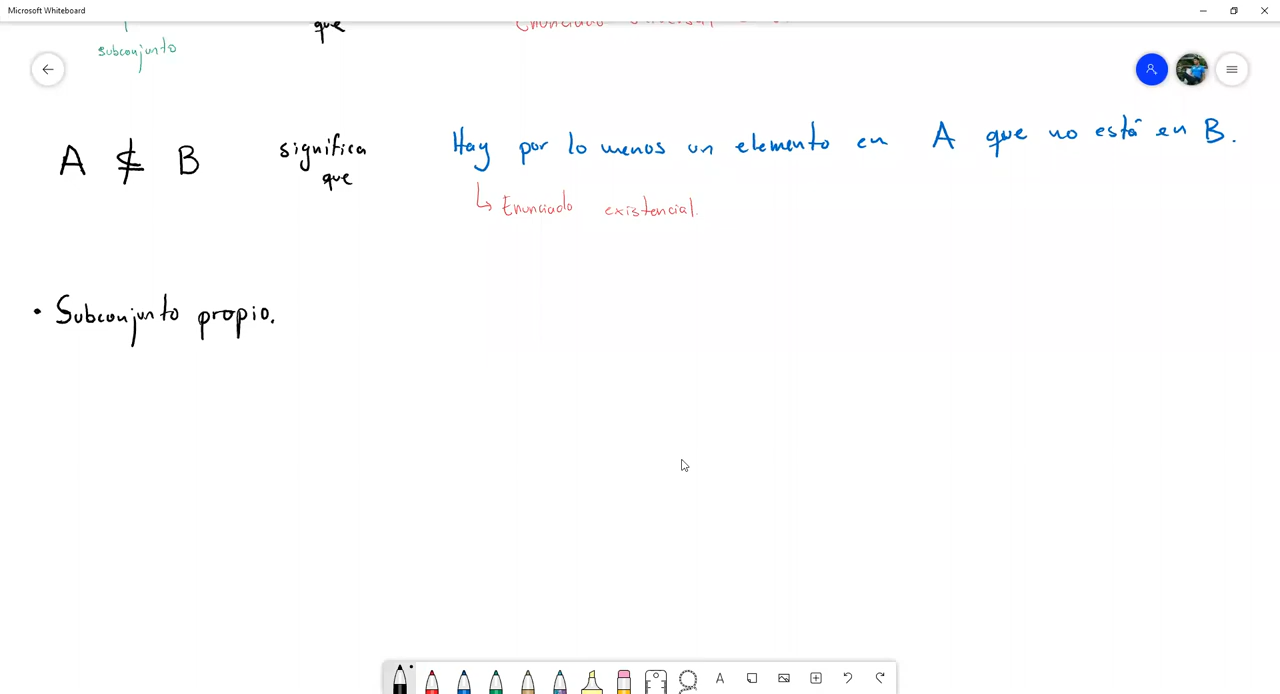 Microsoft Whiteboard
que
subconjunto
A ⊈ B significa que Hay por lo menos un elemento en A que no está en B.
↳ Enunciado existencial.
• Subconjunto propio.
A